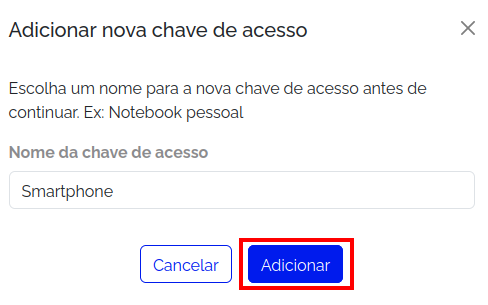 Adicionar nova chave de acesso
Escolha um nome para a nova chave de acesso antes de
continuar. Ex: Notebook pessoal
Nome da chave de acesso
Smartphone
Cancelar
Adicionar